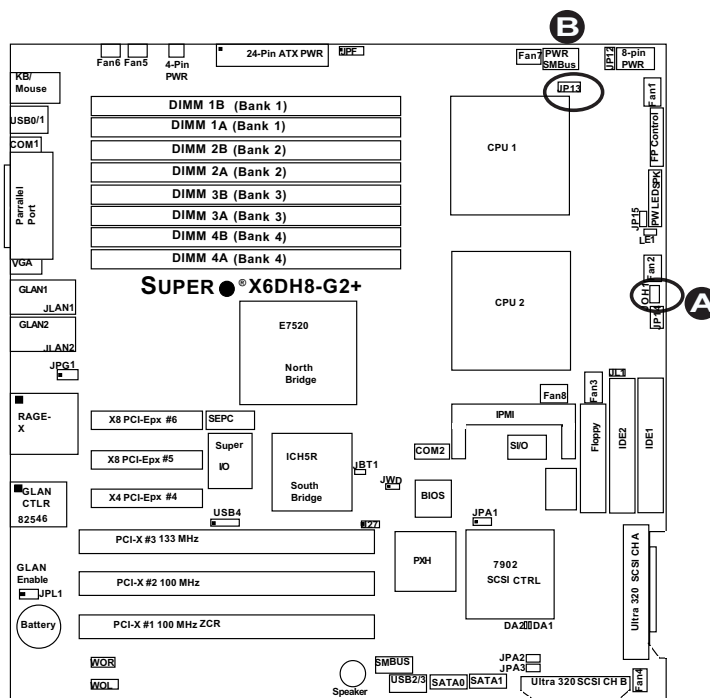 B
Fan6 Fan5
4-Pin
PWR
24-Pin ATX PWR
JPF
Fan7
PWR
SMBus
JP12
8-pin
PWR
KB/
Mouse
JP13
Fan1
USB0/1
COM1
FP Control
DIMM 1B (Bank 1)
DIMM 1A (Bank 1)
DIMM 2B (Bank 2)
DIMM 2A (Bank 2)
DIMM 3B (Bank 3)
DIMM 3A (Bank 3)
DIMM 4B (Bank 4)
DIMM 4A (Bank 4)
CPU 1
Parrallel
Port
PW LEDSPK
JP15
LE1
VGA
Fan2
SUPER ® X6DH8-G2+
GLAN1
JLAN1
OH1
A
GLAN2
JLAN2
CPU 2
E7520
North
Bridge
JPG1
JL1
Fan8
Fan3
RAGE-
X
X8 PCI-Epx #6
SEPC
IPMI
Floppy
IDE2
IDE1
Super
I/O
ICH5R
South
Bridge
COM2
SI/O
X8 PCI-Epx #5
JBT1
JWD
X4 PCI-Epx #4
BIOS
GLAN
CTLR
82546
USB4
JPA1
PCI-X #3 133 MHz
PXH
7902
SCSI CTRL
Ultra 320 SCSI CH A
GLAN
Enable
JPL1
PCI-X #2 100 MHz
Battery
PCI-X #1 100 MHz ZCR
DA2 DA1
WOR
WOL
Speaker
SMBUS
USB2/3
SATA0
SATA1
JPA2
JPA3
Ultra 320 SCSI CH B
Fan4